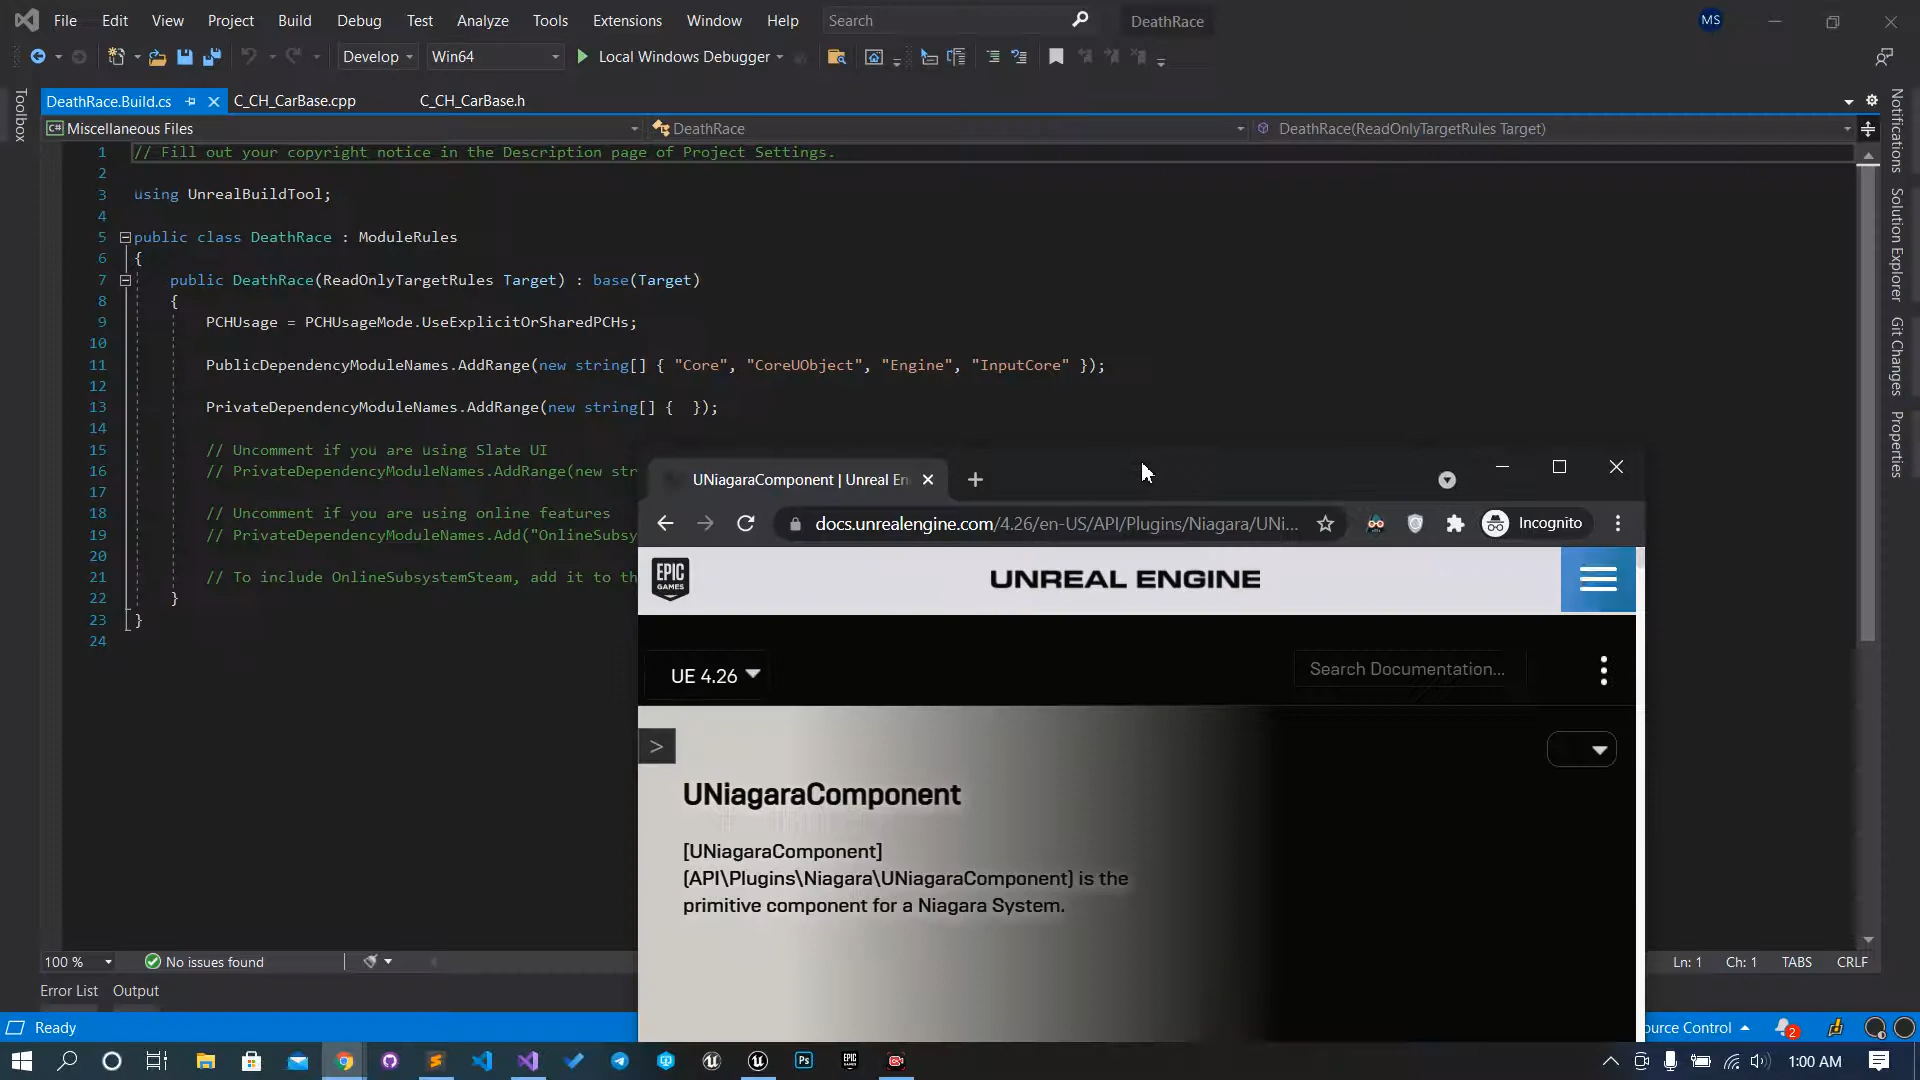 File Edit View Project Build Debug Test Analyze Tools Extensions Window Help Search DeathRace MS
Develop Win64 Local Windows Debugger
Toolbox
DeathRace.Build.cs C_CH_CarBase.cpp C_CH_CarBase.h
C# Miscellaneous Files DeathRace DeathRace(ReadOnlyTargetRules Target)
1 // Fill out your copyright notice in the Description page of Project Settings.
2
3 using UnrealBuildTool;
4
5 public class DeathRace : ModuleRules
6 {
7 public DeathRace(ReadOnlyTargetRules Target) : base(Target)
8 {
9 PCHUsage = PCHUsageMode.UseExplicitOrSharedPCHs;
10
11 PublicDependencyModuleNames.AddRange(new string[] { "Core", "CoreUObject", "Engine", "InputCore" });
12
13 PrivateDependencyModuleNames.AddRange(new string[] {  });
14
15 // Uncomment if you are using Slate UI
16 // PrivateDependencyModuleNames.AddRange(new str
17
18 // Uncomment if you are using online features
19 // PrivateDependencyModuleNames.Add("OnlineSubsy
20
21 // To include OnlineSubsystemSteam, add it to th
22 }
23 }
24
Notifications
Solution Explorer
Git Changes
Properties
UNiagaraComponent | Unreal En
docs.unrealengine.com/4.26/en-US/API/Plugins/Niagara/UNi... Incognito
EPIC
GAMES
UNREAL ENGINE
UE 4.26 Search Documentation...
>
UNiagaraComponent
[UNiagaraComponent]
(API\Plugins\Niagara\UNiagaraComponent) is the
primitive component for a Niagara System.
100 % No issues found Ln: 1 Ch: 1 TABS CRLF
Error List Output
Ready ource Control 2
Ps EPIC GAMES 1:00 AM